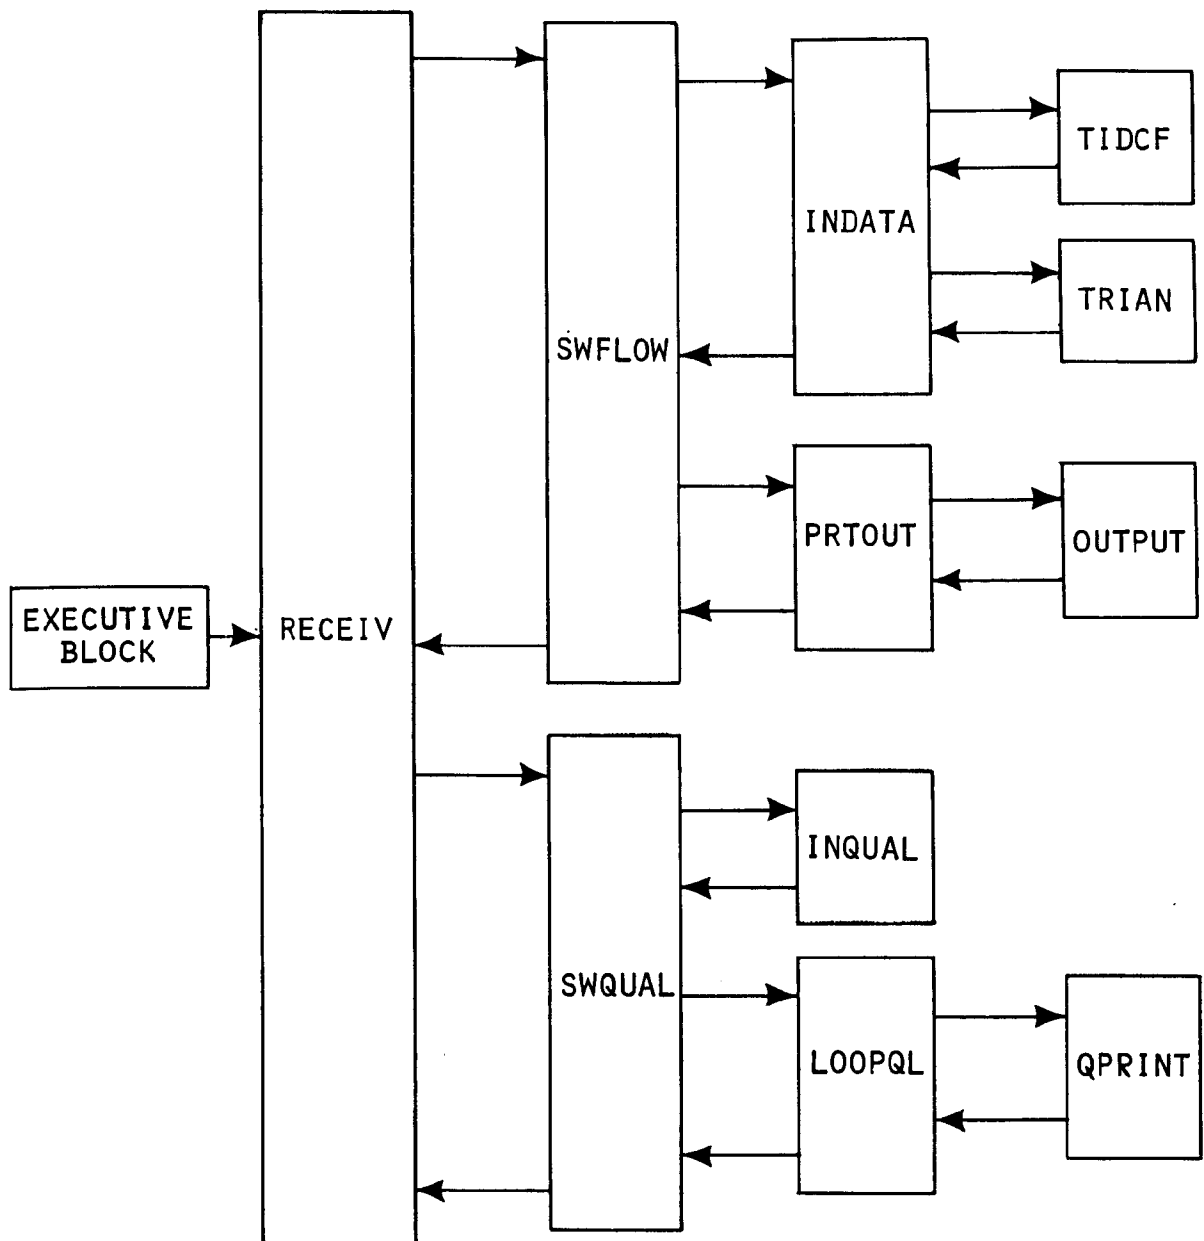 TIDCF
INDATA
TRIAN
SWFLOW
PRTOUT
OUTPUT
EXECUTIVE
BLOCK
RECEIV
INQUAL
SWQUAL
LOOPQL
QPRINT